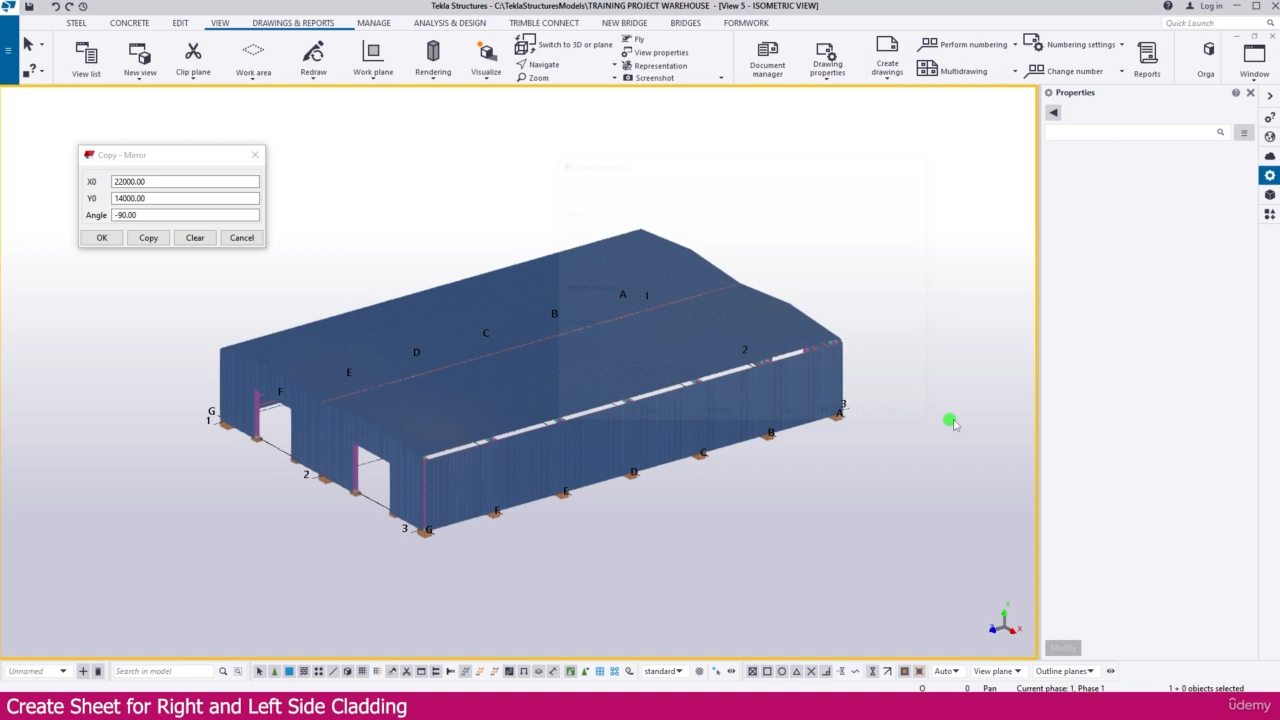 Tekla Structures - C:\TeklaStructuresModels\TRAINING PROJECT WAREHOUSE - [View 5 - ISOMETRIC VIEW]
Log in
STEEL CONCRETE EDIT VIEW DRAWINGS & REPORTS MANAGE ANALYSIS & DESIGN TRIMBLE CONNECT NEW BRIDGE BRIDGES FORMWORK
Quick Launch
View list
New view
Clip plane
Work area
Redraw
Work plane
Rendering
Visualize
Switch to 3D or plane
Navigate
Zoom
Fly
View properties
Representation
Screenshot
Document manager
Drawing properties
Create drawings
Perform numbering
Multidrawing
Numbering settings
Change number
Reports
Orga
Window
Properties
Copy - Mirror
X0 22000.00
Y0 14000.00
Angle -90.00
OK Copy Clear Cancel
A 1
B
C
D
E
F
G
1
2
2
3
G
3
A
B
C
D
E
F
Y
X
Z
Modify
Unnamed
Search in model
standard
Auto
View plane
Outline planes
O 0 Pan Current phase: 1, Phase 1 1 + 0 objects selected
Create Sheet for Right and Left Side Cladding
ûdemy